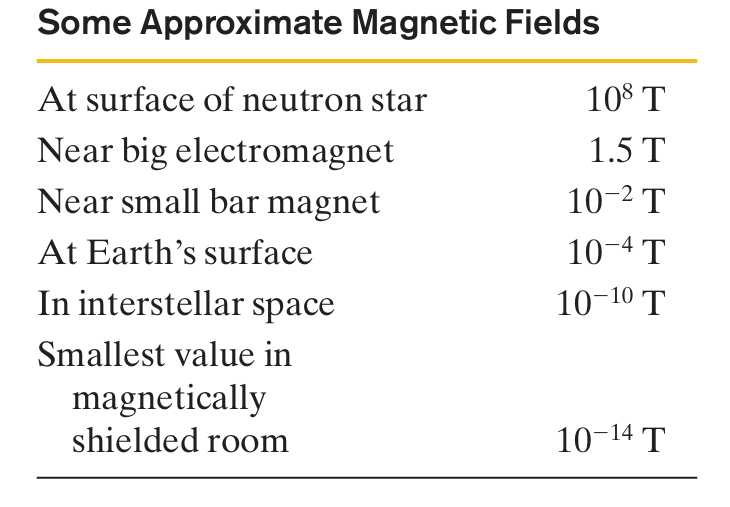 Some Approximate Magnetic Fields
At surface of neutron star 10⁸ T
Near big electromagnet 1.5 T
Near small bar magnet 10⁻² T
At Earth’s surface 10⁻⁴ T
In interstellar space 10⁻¹⁰ T
Smallest value in
magnetically
shielded room 10⁻¹⁴ T